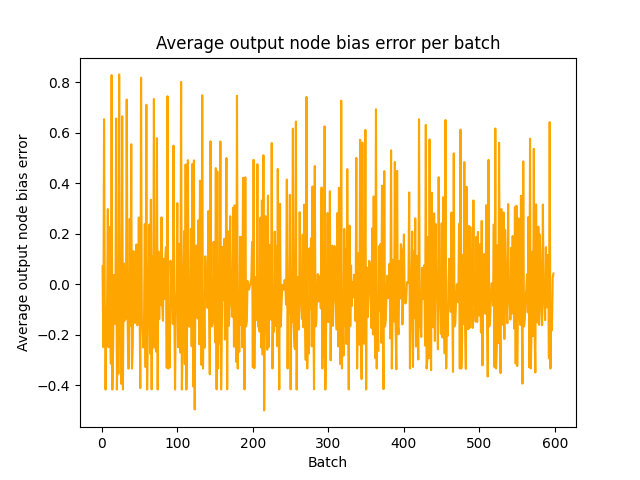 Average output node bias error per batch
Average output node bias error
0.8
0.6
0.4
0.2
0.0
−0.2
−0.4
0 100 200 300 400 500 600
Batch